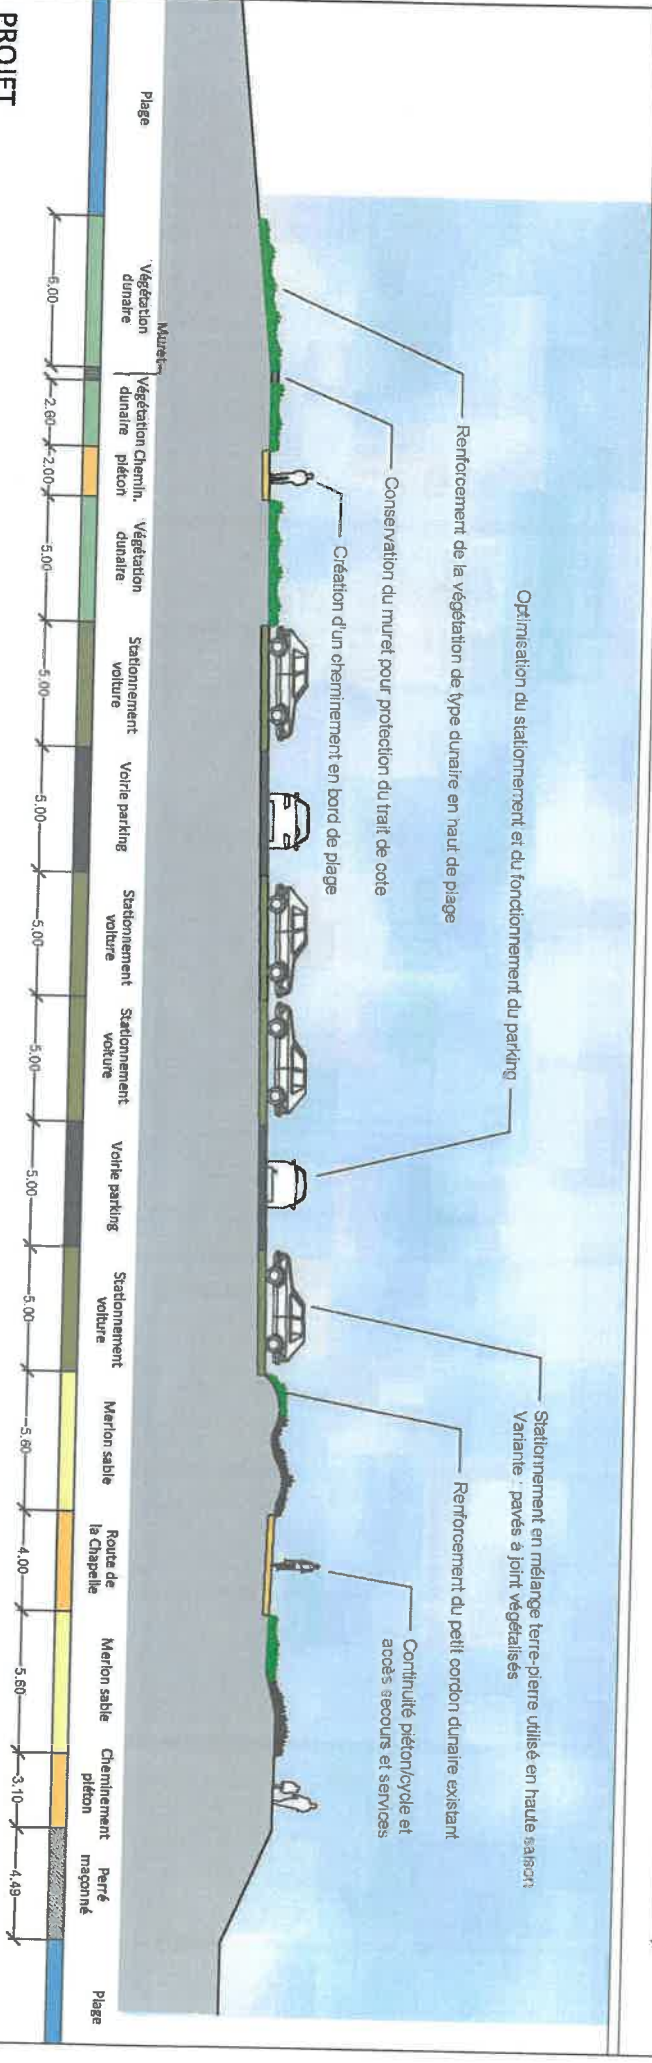 Optimisation du stationnement et du fonctionnement du parking
Stationnement en mélange terre-pierre utilisé en haute saison
Variante : pavés à joint végétalisés
Renforcement de la végétation de type dunaire en haut de plage
Renforcement du petit cordon dunaire existant
Conservation du muret pour protection du trait de cote
Continuité piéton/cycle et
accès secours et services
Création d'un cheminement en bord de plage
Muret
Plage
Végétation
dunaire
Végétation
dunaire
Chemin.
piéton
Végétation
dunaire
Stationnement
voiture
Voirie parking
Stationnement
voiture
Stationnement
voiture
Voirie parking
Stationnement
voiture
Merlon sable
Route de
la Chapelle
Merlon sable
Cheminement
piéton
Perré
maçonné
Plage
6.00
2.60
2.00
5.00
5.00
5.00
5.00
5.00
5.00
5.00
5.60
4.00
5.60
3.10
4.49
PROJET